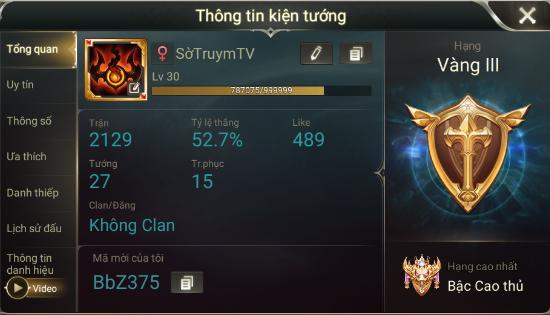 Thông tin kiện tướng
Tổng quan
Uy tín
Thông số
Ưa thích
Danh thiếp
Lịch sử đấu
Thông tin
danh hiệu
Video
SờTruymTV
Lv 30
787075/999999
Trận Tỷ lệ thắng Like
2129 52.7% 489
Tướng Tr.phục
27 15
Clan/Đẳng
Không Clan
Mã mời của tôi
BbZ375
Hạng
Vàng III
Hạng cao nhất
Bậc Cao thủ